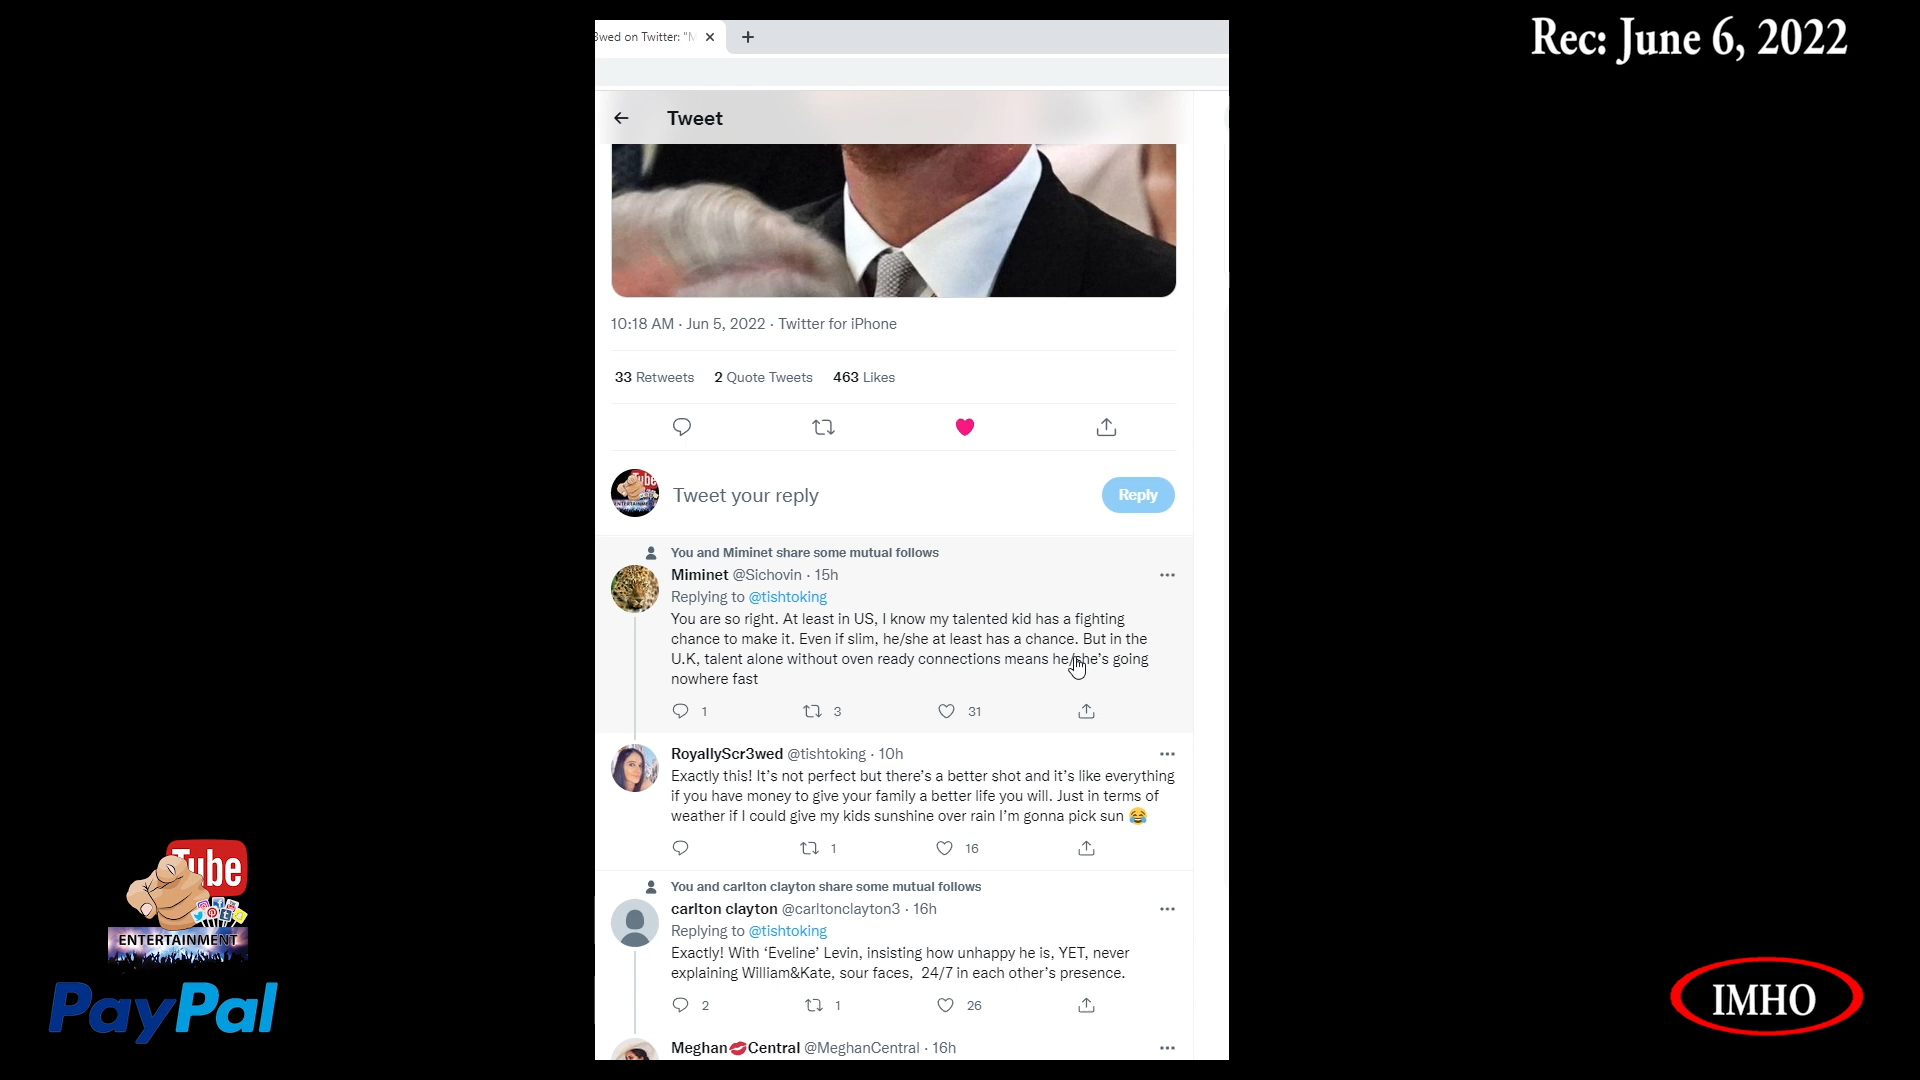 Rec: June 6, 2022
3wed on Twitter: "M
Tweet
10:18 AM · Jun 5, 2022 · Twitter for iPhone
33 Retweets 2 Quote Tweets 463 Likes
Tweet your reply
Reply
You and Miminet share some mutual follows
Miminet @Sichovin · 15h
Replying to @tishtoking
You are so right. At least in US, I know my talented kid has a fighting
chance to make it. Even if slim, he/she at least has a chance. But in the
U.K, talent alone without oven ready connections means he/she's going
nowhere fast
1 3 31
RoyallyScr3wed @tishtoking · 10h
Exactly this! It's not perfect but there's a better shot and it's like everything
if you have money to give your family a better life you will. Just in terms of
weather if I could give my kids sunshine over rain I'm gonna pick sun 😂
1 16
You and carlton clayton share some mutual follows
carlton clayton @carltonclayton3 · 16h
Replying to @tishtoking
Exactly! With ‘Eveline’ Levin, insisting how unhappy he is, YET, never
explaining William&Kate, sour faces, 24/7 in each other's presence.
2 1 26
Meghan💋Central @MeghanCentral · 16h
Tube
ENTERTAINMENT
PayPal
IMHO